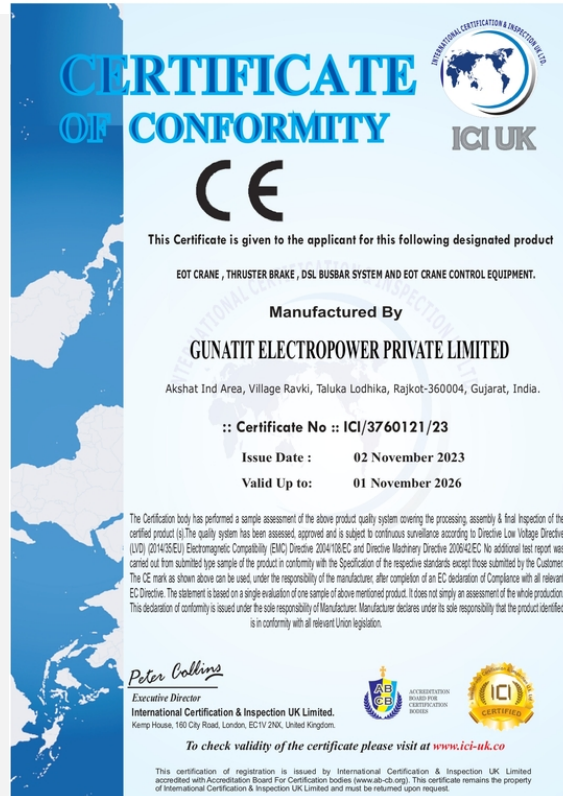 CERTIFICATE
OF CONFORMITY
INTERNATIONAL CERTIFICATION & INSPECTION UK LTD.
ICI UK
CE
This Certificate is given to the applicant for this following designated product
EOT CRANE , THRUSTER BRAKE , DSL BUSBAR SYSTEM AND EOT CRANE CONTROL EQUIPMENT.
Manufactured By
GUNATIT ELECTROPOWER PRIVATE LIMITED
Akshat Ind Area, Village Ravki, Taluka Lodhika, Rajkot-360004, Gujarat, India.
:: Certificate No :: ICI/3760121/23
Issue Date : 02 November 2023
Valid Up to: 01 November 2026
The Certification body has performed a sample assessment of the above product quality system covering the processing, assembly & final Inspection of the
certified product (s).The quality system has been assessed, approved and is subject to continuous surveillance according to Directive Low Voltage Directive
(LVD) (2014/35/EU) Electromagnetic Compatibility (EMC) Directive 2004/108/EC and Directive Machinery Directive 2006/42/EC No additional test report was
carried out from submitted type sample of the product in conformity with the Specification of the respective standards except those submitted by the Customer.
The CE mark as shown above can be used, under the responsibility of the manufacturer, after completion of an EC declaration of Compliance with all relevant
EC Directive. The statement is based on a single evaluation of one sample of above mentioned product. It does not simply an assessment of the whole production.
This declaration of conformity is issued under the sole responsibility of Manufacturer. Manufacturer declares under its sole responsibility that the product identified
is in conformity with all relevant Union legislation.
Peter Collins
Executive Director
International Certification & Inspection UK Limited.
Kemp House, 160 City Road, London, EC1V 2NX, United Kingdom.
AB
CB
ACCREDITATION
BOARD FOR
CERTIFICATION
BODIES
ICI
CERTIFIED
To check validity of the certificate please visit at www.ici-uk.co
This certification of registration is issued by International Certification & Inspection UK Limited
accredited with Accreditation Board For Certification bodies (www.ab-cb.org). This certificate remains the property
of International Certification & Inspection UK Limited and must be returned upon request.